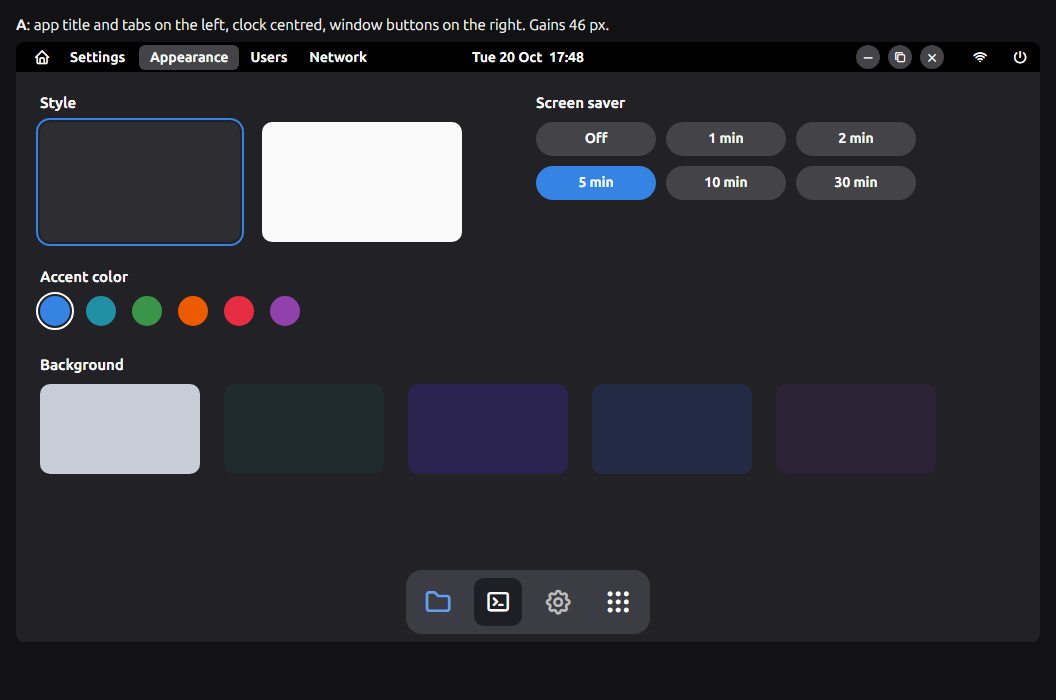 A: app title and tabs on the left, clock centred, window buttons on the right. Gains 46 px.
Settings Appearance Users Network Tue 20 Oct 17:48
Style
Screen saver
Off 1 min 2 min
5 min 10 min 30 min
Accent color
Background